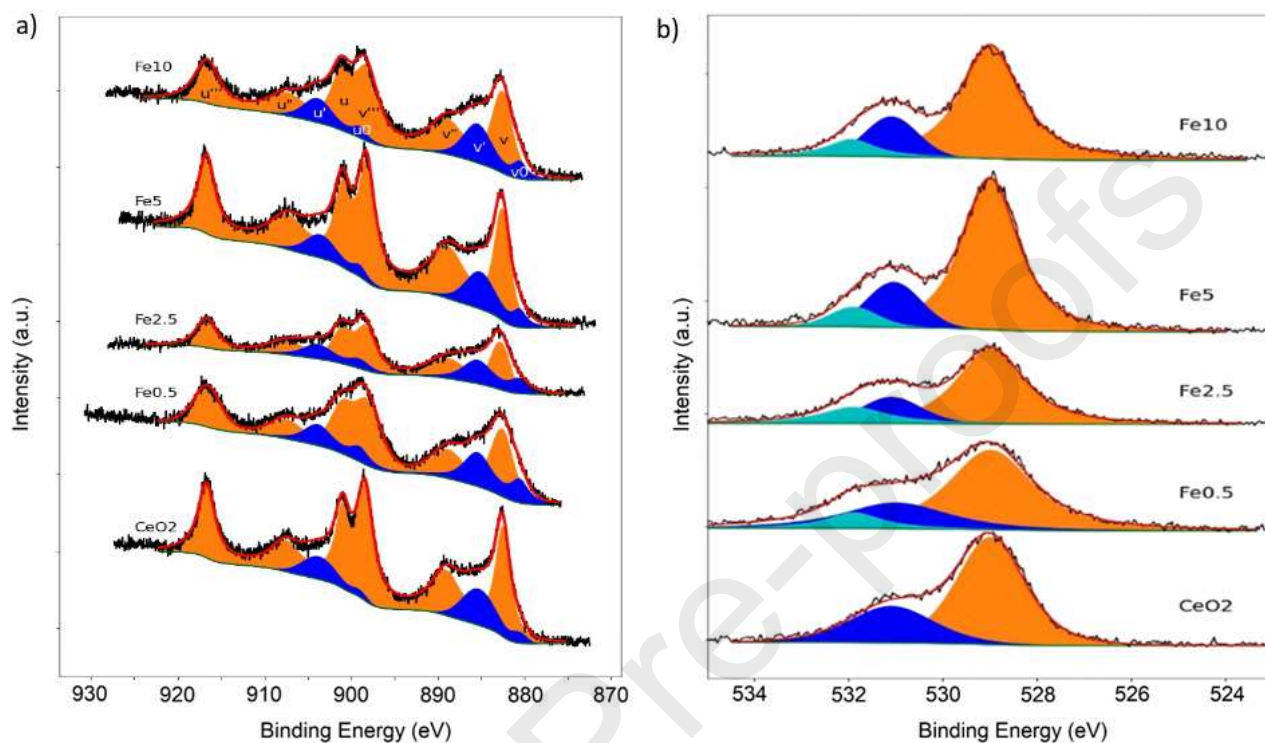 a)
Fe10
u'''
u''
u'
u
u0
v'''
v''
v'
v
v0
Fe5
Fe2.5
Fe0.5
CeO2
Intensity (a.u.)
930 920 910 900 890 880 870
Binding Energy (eV)
b)
Fe10
Fe5
Fe2.5
Fe0.5
CeO2
Intensity (a.u.)
534 532 530 528 526 524
Binding Energy (eV)
Pre-proofs